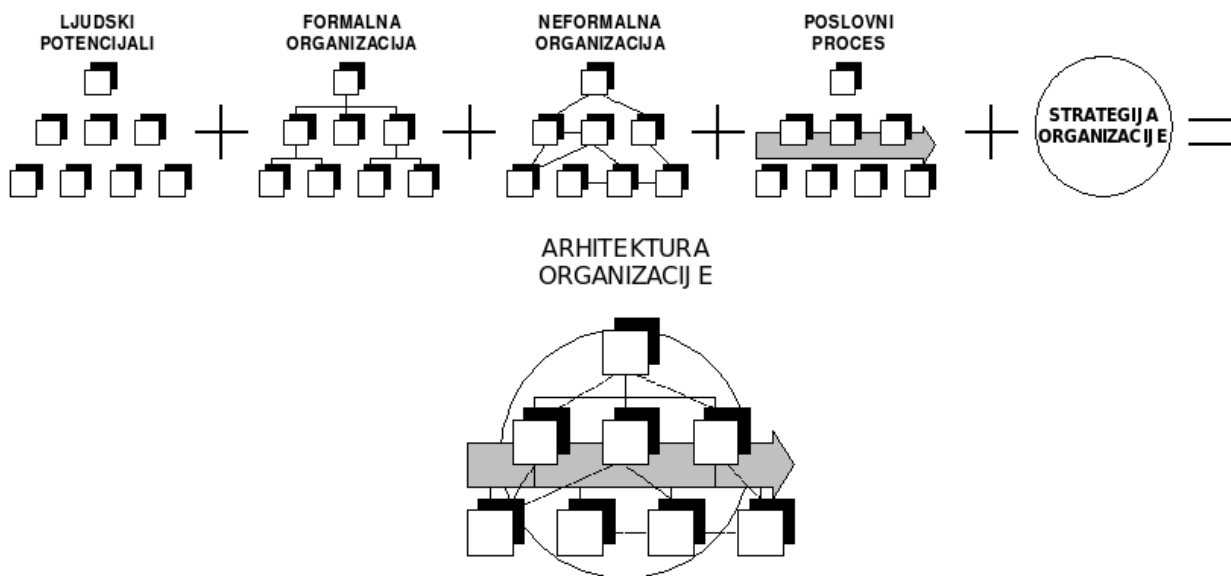 LJUDSKI
POTENCIJALI
FORMALNA
ORGANIZACIJA
NEFORMALNA
ORGANIZACIJA
POSLOVNI
PROCES
STRATEGIJA
ORGANIZACIJE
ARHITEKTURA
ORGANIZACIJE